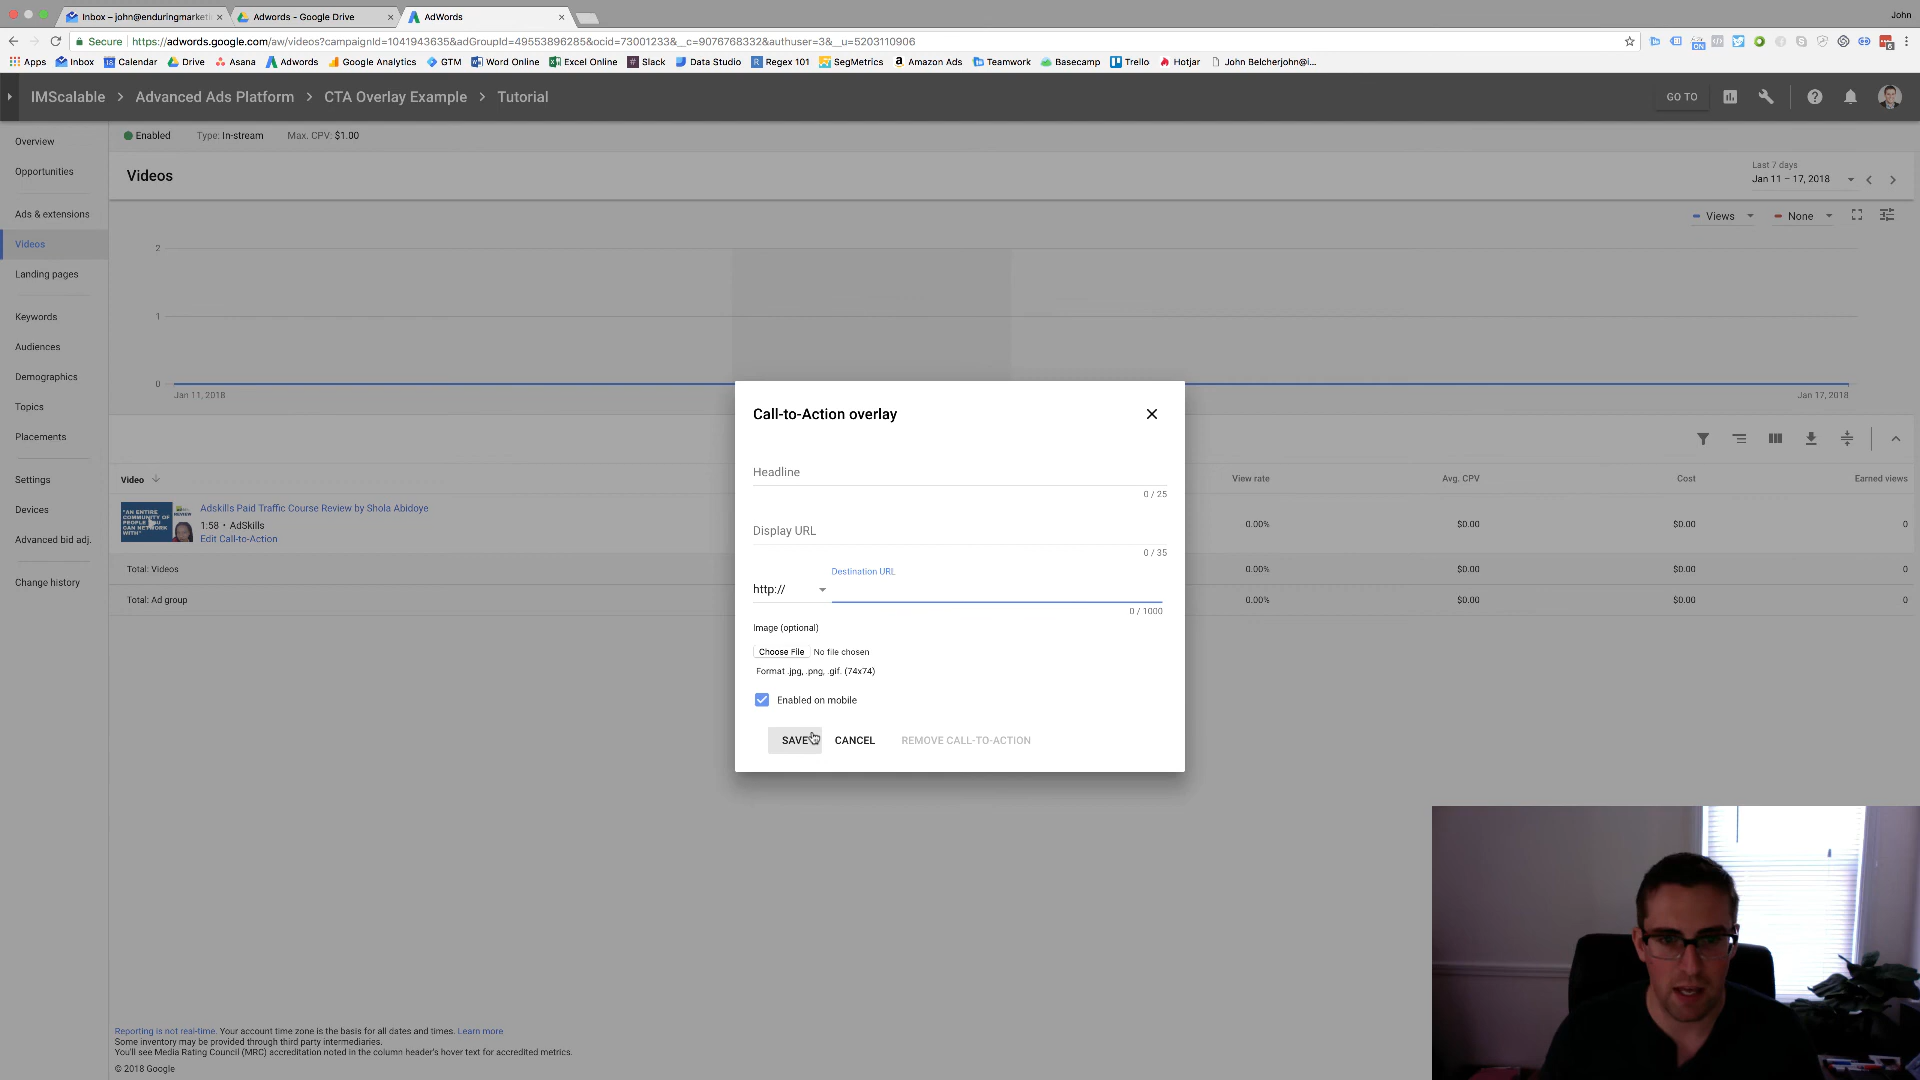 Inbox – john@enduringmarketi
Adwords - Google Drive
AdWords
John
Secure
https://adwords.google.com/aw/videos?campaignId=1041943635&adGroupId=49553896285&ocid=73001233&__c=9076768332&authuser=3&__u=5203110906
Apps
Inbox
Calendar
Drive
Asana
Adwords
Google Analytics
GTM
Word Online
Excel Online
Slack
Data Studio
Regex 101
SegMetrics
Amazon Ads
Teamwork
Basecamp
Trello
Hotjar
John Belcherjohn@i...
IMScalable > Advanced Ads Platform > CTA Overlay Example > Tutorial
GO TO
Overview
Opportunities
Ads & extensions
Videos
Landing pages
Keywords
Audiences
Demographics
Topics
Placements
Settings
Devices
Advanced bid adj.
Change history
Enabled Type: In-stream Max. CPV: $1.00
Videos
Last 7 days
Jan 11 – 17, 2018
Views
None
2
1
0
Jan 11, 2018
Jan 17, 2018
Video
View rate
Avg. CPV
Cost
Earned views
"AN ENTIRE
COMMUNITY OF
PEOPLE YOU
CAN NETWORK
WITH"
REVIEW
Adskills Paid Traffic Course Review by Shola Abidoye
1:58 • AdSkills
Edit Call-to-Action
0.00%
$0.00
$0.00
0
Total: Videos
0.00%
$0.00
$0.00
0
Total: Ad group
0.00%
$0.00
$0.00
0
Call-to-Action overlay
Headline
0 / 25
Display URL
0 / 35
Destination URL
http://
0 / 1000
Image (optional)
Choose File No file chosen
Format .jpg, .png, .gif. (74x74)
Enabled on mobile
SAVE
CANCEL
REMOVE CALL-TO-ACTION
Reporting is not real-time. Your account time zone is the basis for all dates and times. Learn more
Some inventory may be provided through third party intermediaries.
You'll see Media Rating Council (MRC) accreditation noted in the column header's hover text for accredited metrics.
© 2018 Google